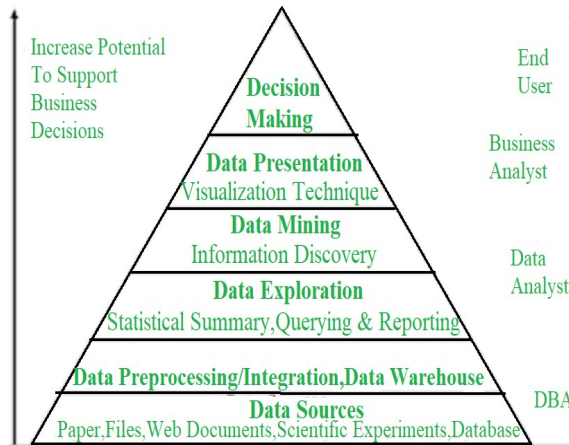 Increase Potential
To Support
Business
Decisions
Decision
Making
End
User
Data Presentation
Visualization Technique
Business
Analyst
Data Mining
Information Discovery
Data Exploration
Statistical Summary,Querying & Reporting
Data
Analyst
Data Preprocessing/Integration,Data Warehouse
Data Sources
Paper,Files,Web Documents,Scientific Experiments,Database
DBA